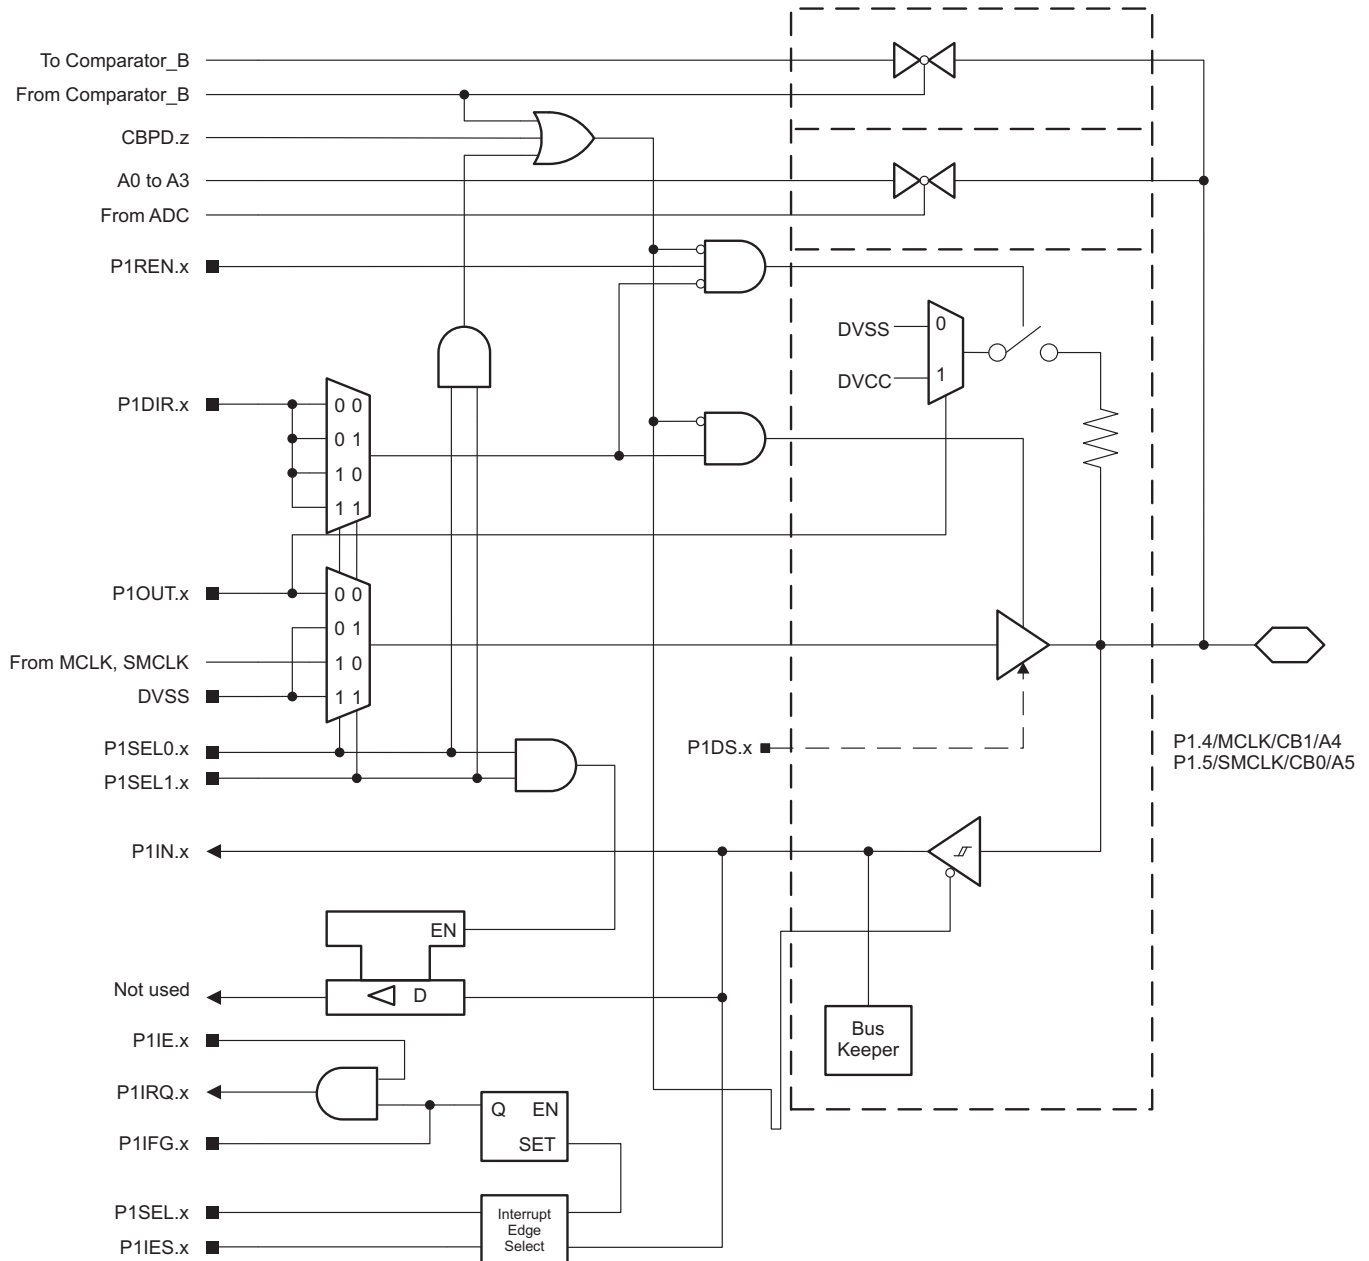 To Comparator_B
From Comparator_B
CBPD.z
A0 to A3
From ADC
P1REN.x
DVSS
0
DVCC
1
P1DIR.x
0 0
0 1
1 0
1 1
P1OUT.x
0 0
0 1
From MCLK, SMCLK
1 0
DVSS
1 1
P1SEL0.x
P1SEL1.x
P1DS.x
P1.4/MCLK/CB1/A4
P1.5/SMCLK/CB0/A5
P1IN.x
EN
Not used
D
Bus
Keeper
P1IE.x
P1IRQ.x
Q EN
SET
P1IFG.x
P1SEL.x
P1IES.x
Interrupt
Edge
Select